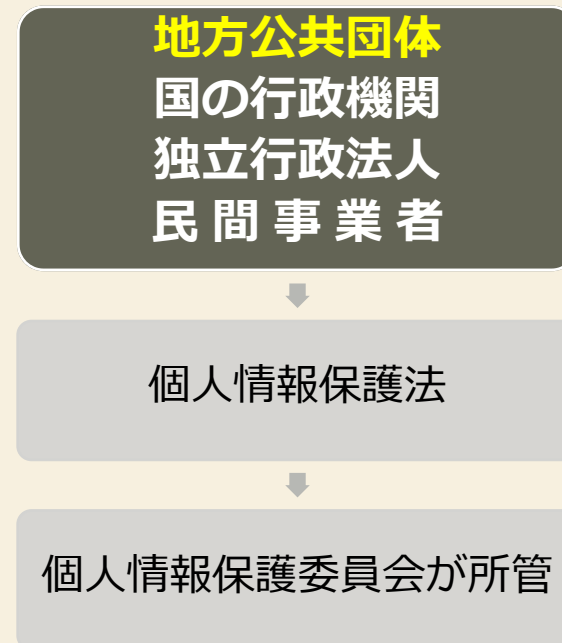 地方公共団体
国の行政機関
独立行政法人
民間事業者
個人情報保護法
個人情報保護委員会が所管